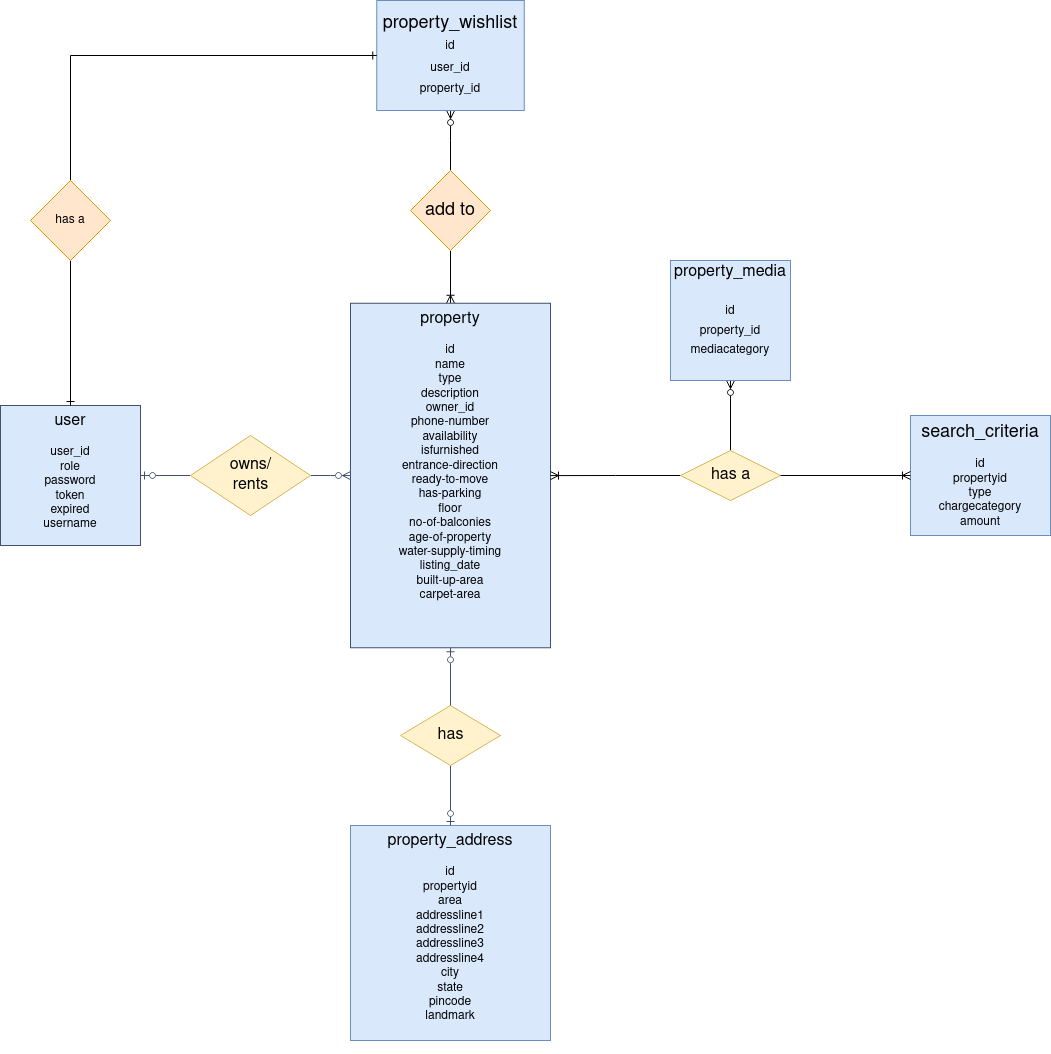 property_wishlist
id
user_id
property_id
has a
add to
property_media
id
property_id
mediacategory
property
id
name
type
description
owner_id
phone-number
availability
isfurnished
entrance-direction
ready-to-move
has-parking
floor
no-of-balconies
age-of-property
water-supply-timing
listing_date
built-up-area
carpet-area
user
user_id
role
password
token
expired
username
owns/
rents
has a
search_criteria
id
propertyid
type
chargecategory
amount
has
property_address
id
propertyid
area
addressline1
addressline2
addressline3
addressline4
city
state
pincode
landmark